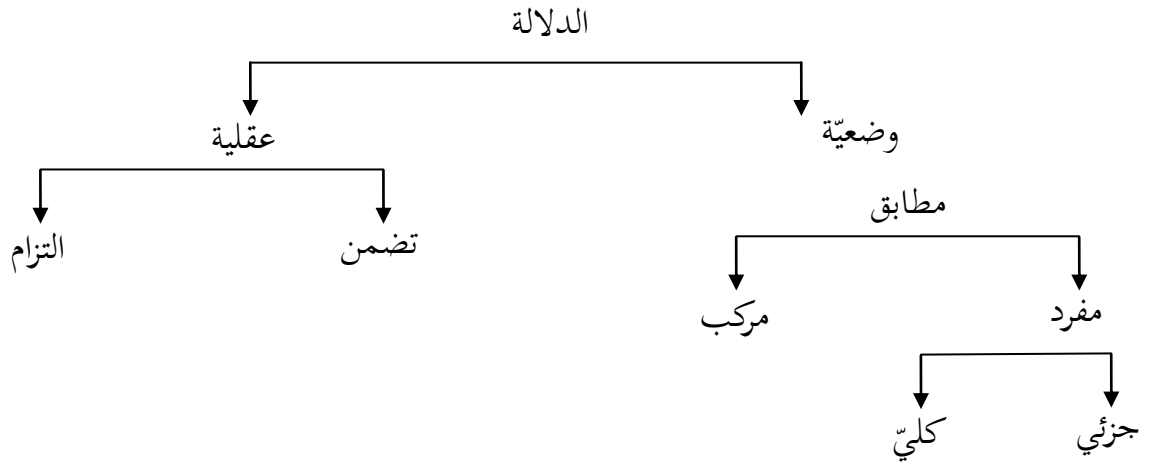 الدلالة
وضعيّة
عقلية
مطابق
تضمن
التزام
مفرد
مركب
جزئي
كليّ